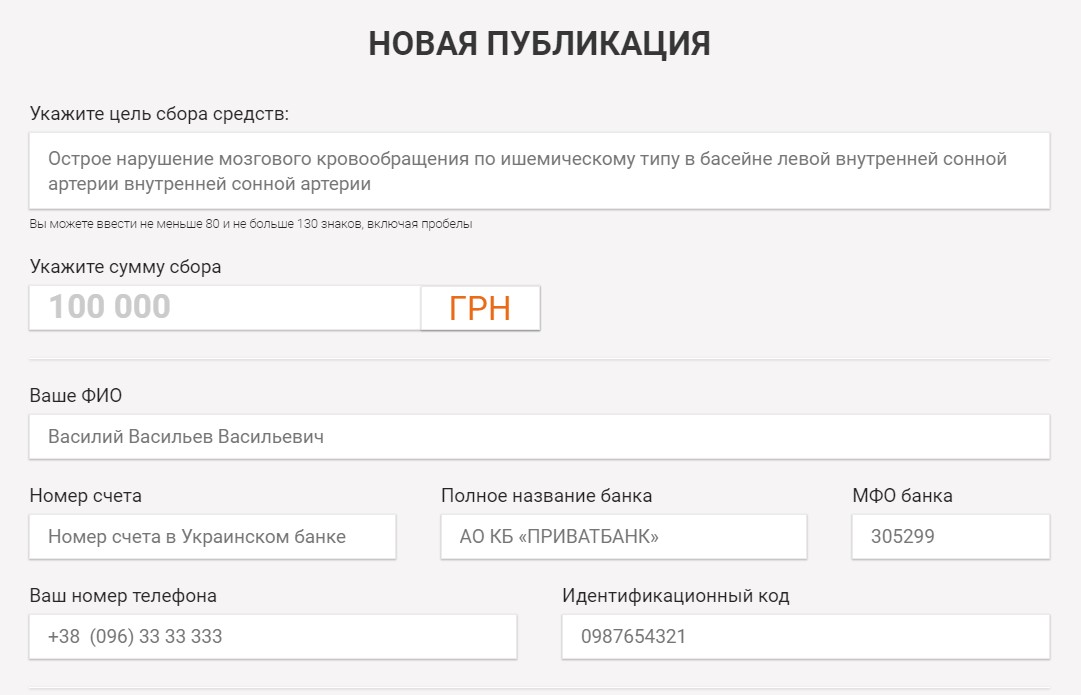 НОВАЯ ПУБЛИКАЦИЯ
Укажите цель сбора средств:
Острое нарушение мозгового кровообращения по ишемическому типу в басейне левой внутренней сонной
артерии внутренней сонной артерии
Вы можете ввести не меньше 80 и не больше 130 знаков, включая пробелы
Укажите сумму сбора
100 000 ГРН
Ваше ФИО
Василий Васильев Васильевич
Номер счета Полное название банка МФО банка
Номер счета в Украинском банке АО КБ «ПРИВАТБАНК» 305299
Ваш номер телефона Идентификационный код
+38 (096) 33 33 333 0987654321